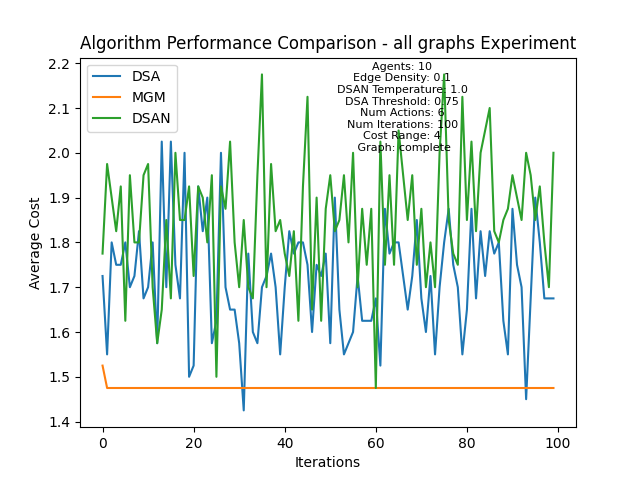 Algorithm Performance Comparison - all graphs Experiment
2.2
2.1
2.0
1.9
1.8
1.7
1.6
1.5
1.4
Average Cost
DSA
MGM
DSAN
Agents: 10
Edge Density: 0.1
DSAN Temperature: 1.0
DSA Threshold: 0.75
Num Actions: 6
Num Iterations: 100
Cost Range: 4
Graph: complete
0
20
40
60
80
100
Iterations